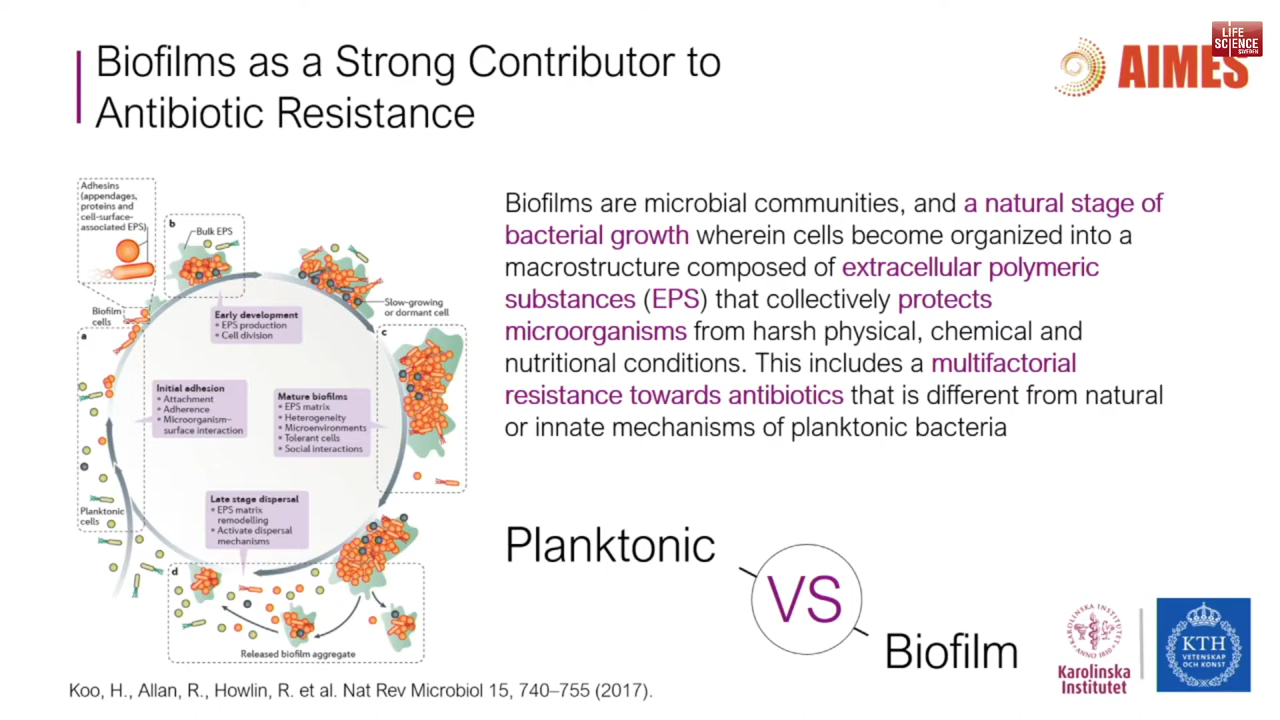 Biofilms as a Strong Contributor to
Antibiotic Resistance
LIFE
SCIENCE
SWEDEN
AIMES
Adhesins
(appendages,
proteins and
cell-surface-
associated EPS)
b
Bulk EPS
Biofilm
cells
a
Early development
• EPS production
• Cell division
Slow-growing
or dormant cell
c
Initial adhesion
• Attachment
• Adherence
• Microorganism–
surface interaction
Mature biofilms
• EPS matrix
• Heterogeneity
• Microenvironments
• Tolerant cells
• Social interactions
Planktonic
cells
Late stage dispersal
• EPS matrix
remodelling
• Activate dispersal
mechanisms
d
Released biofilm aggregate
Biofilms are microbial communities, and a natural stage of
bacterial growth wherein cells become organized into a
macrostructure composed of extracellular polymeric
substances (EPS) that collectively protects
microorganisms from harsh physical, chemical and
nutritional conditions. This includes a multifactorial
resistance towards antibiotics that is different from natural
or innate mechanisms of planktonic bacteria
Planktonic
VS
Biofilm
KAROLINSKA INSTITUTET
ANNO 1810
Karolinska
Institutet
KTH
VETENSKAP
OCH KONST
Koo, H., Allan, R., Howlin, R. et al. Nat Rev Microbiol 15, 740–755 (2017).